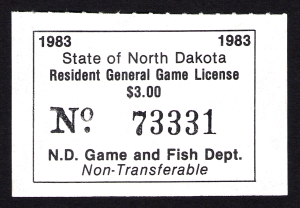 1983 1983
State of North Dakota
Resident General Game License
$3.00
No. 73331
N.D. Game and Fish Dept.
Non-Transferable